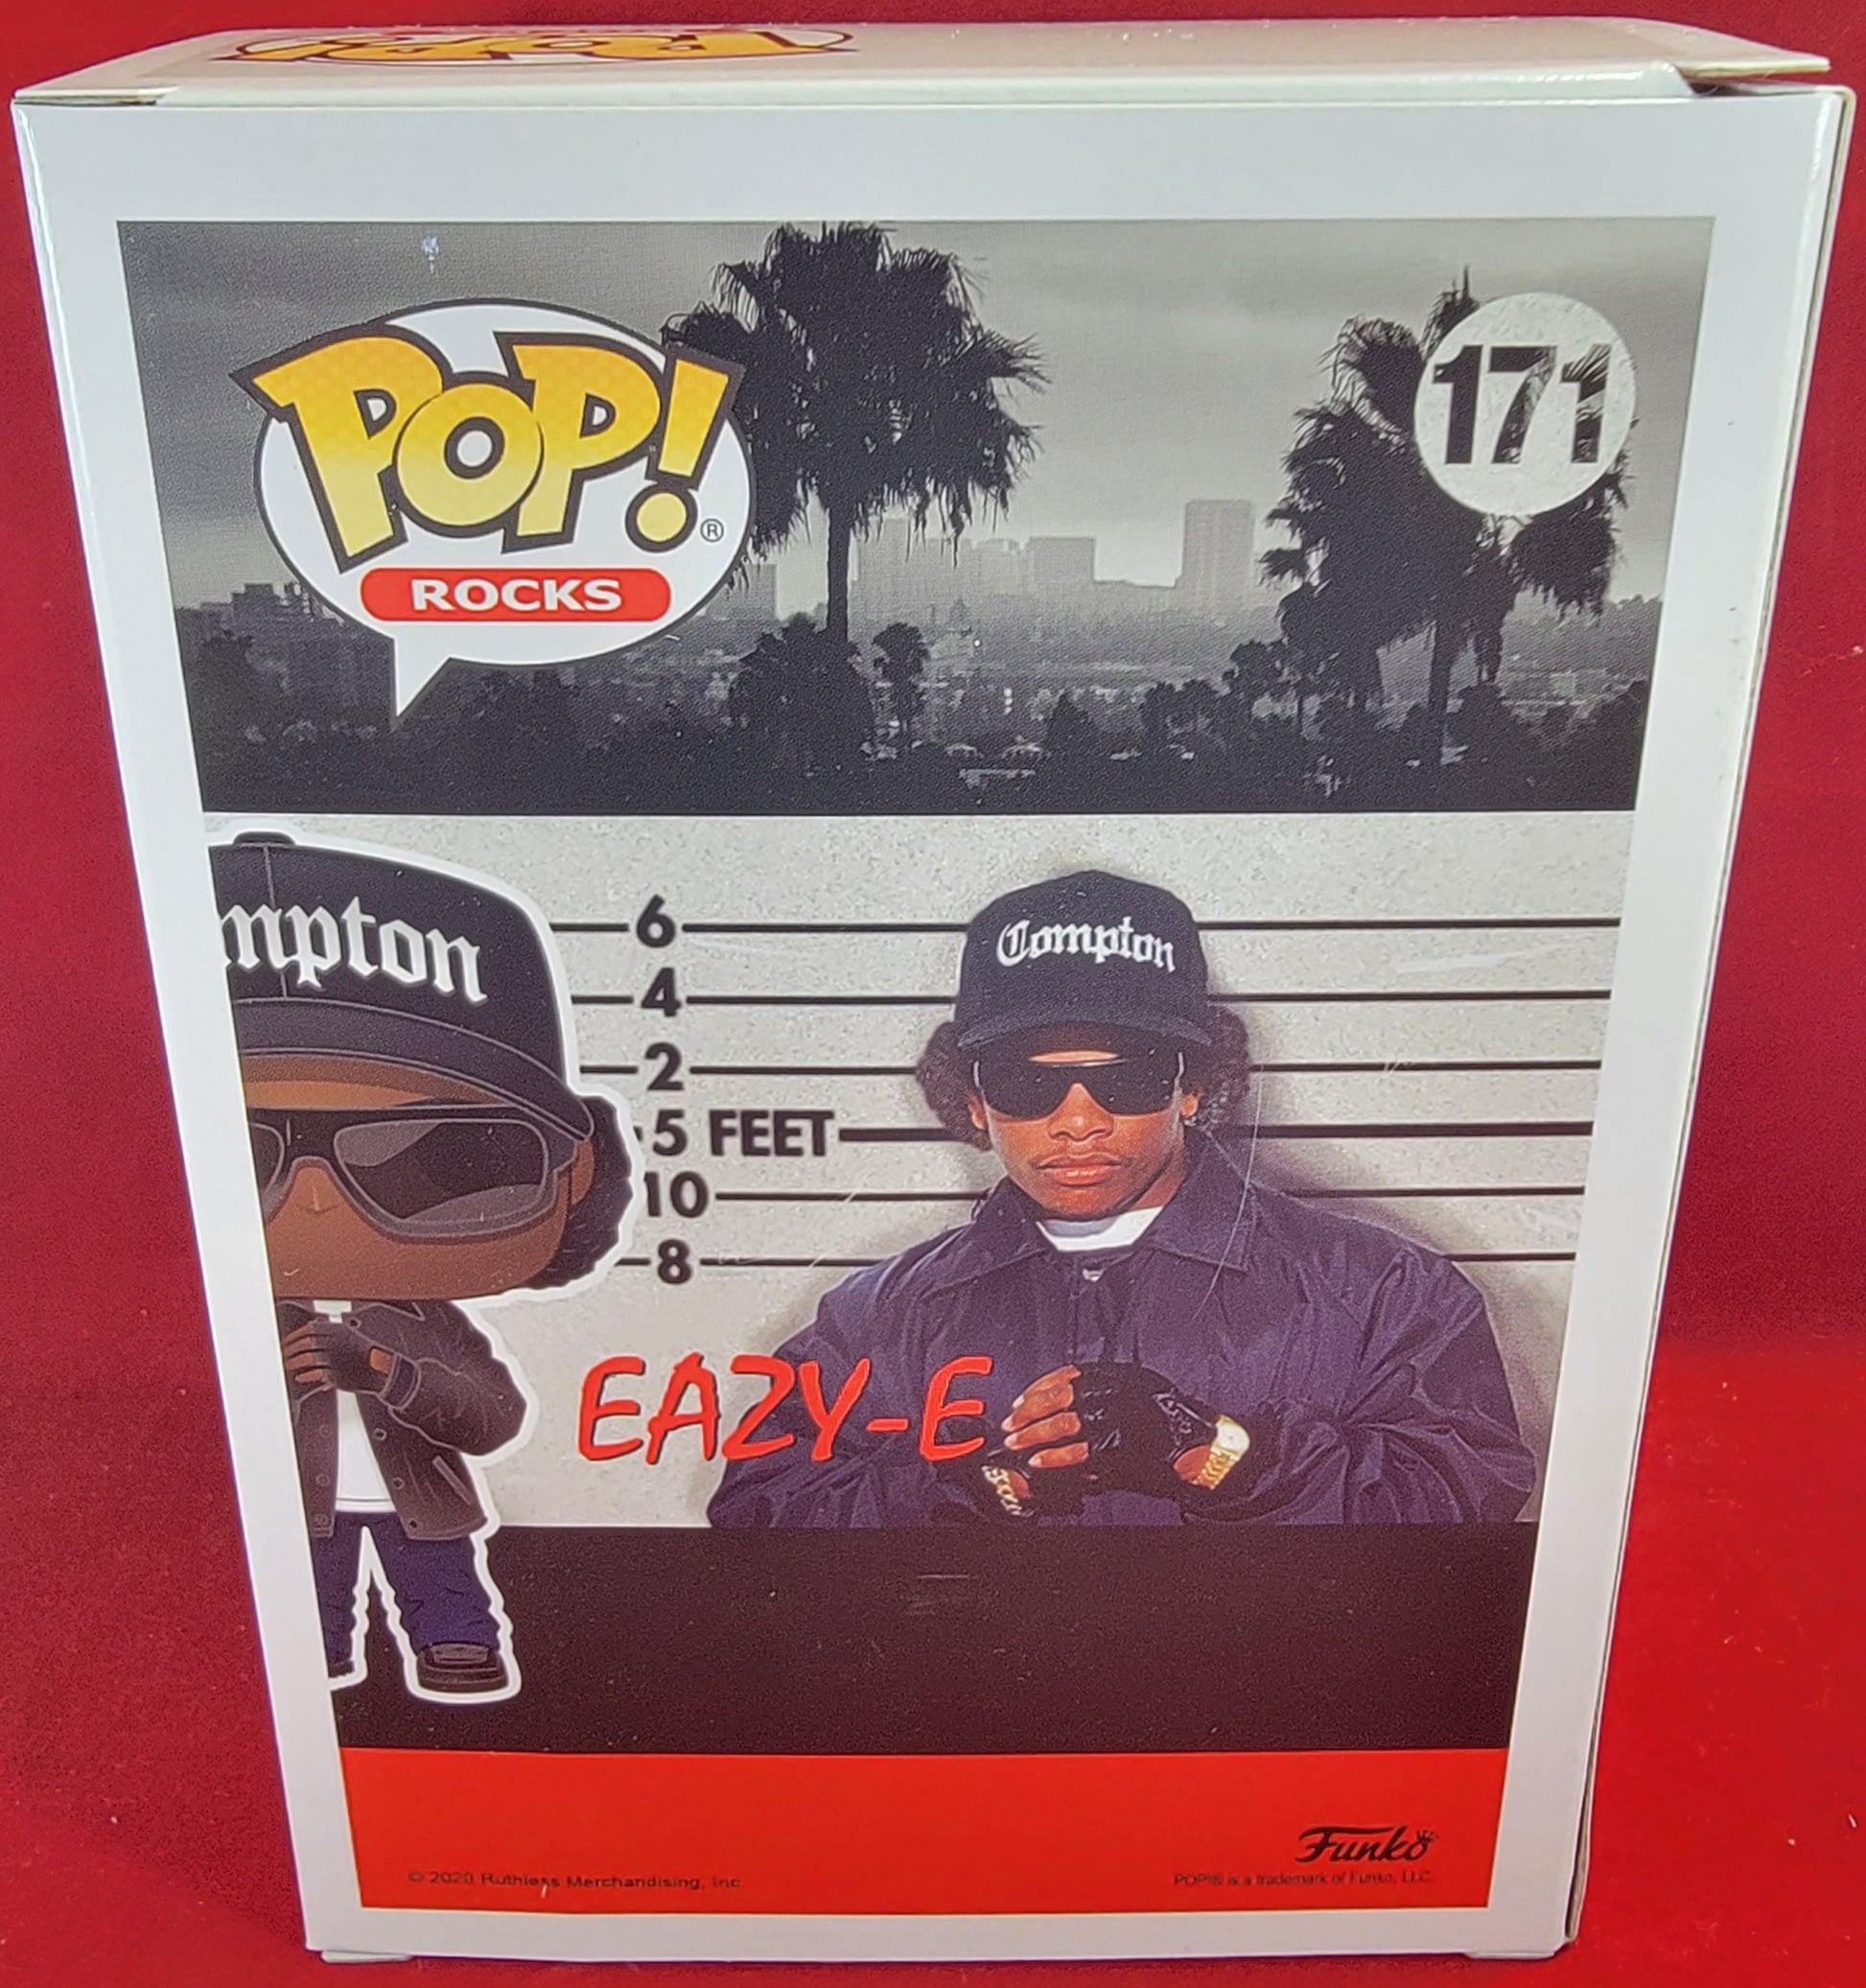 POP!
POP! ®
ROCKS
171
mpton
Compton
6
4
2
5 FEET
10
8
EAZY-E
Funko
© 2020 Ruthless Merchandising, Inc.
POP!® is a trademark of Funko, LLC.